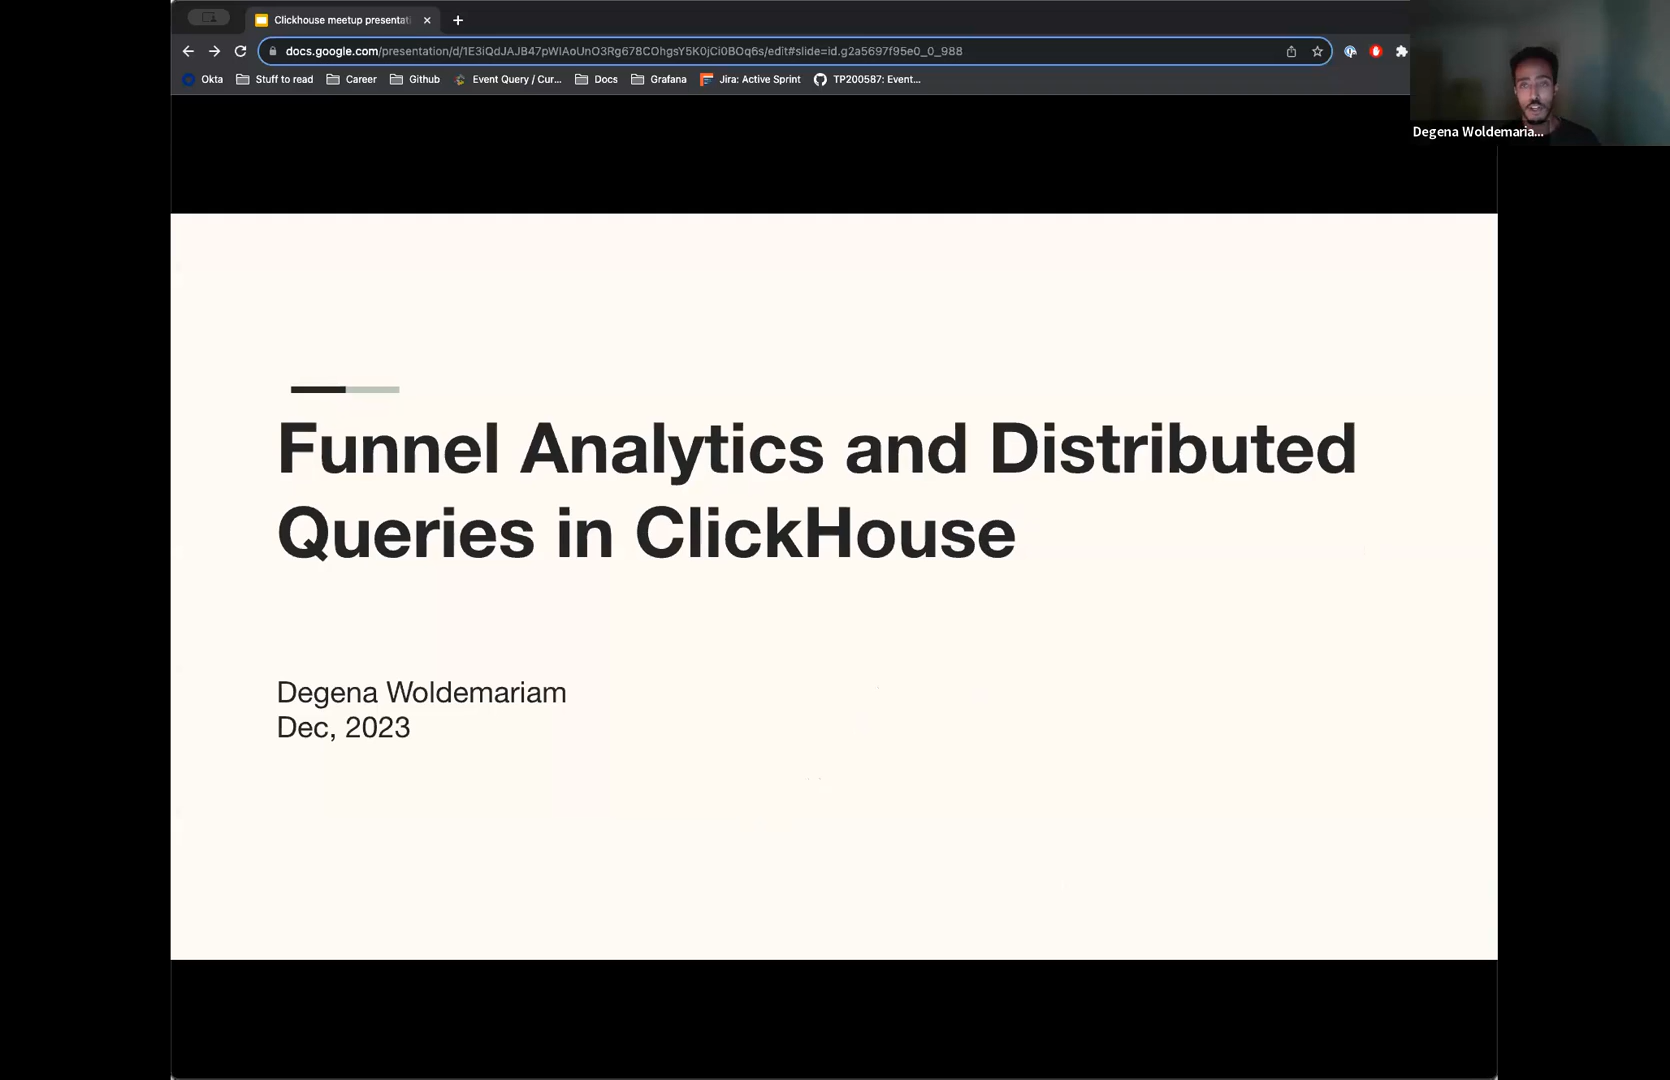 Clickhouse meetup presentati
docs.google.com/presentation/d/1E3iQdJAJB47pWIAoUnO3Rg678COhgsY5K0jCi0BOq6s/edit#slide=id.g2a5697f95e0_0_988
Okta Stuff to read Career Github Event Query / Cur... Docs Grafana Jira: Active Sprint TP200587: Event...
Degena Woldemaria...
Funnel Analytics and Distributed
Queries in ClickHouse
Degena Woldemariam
Dec, 2023